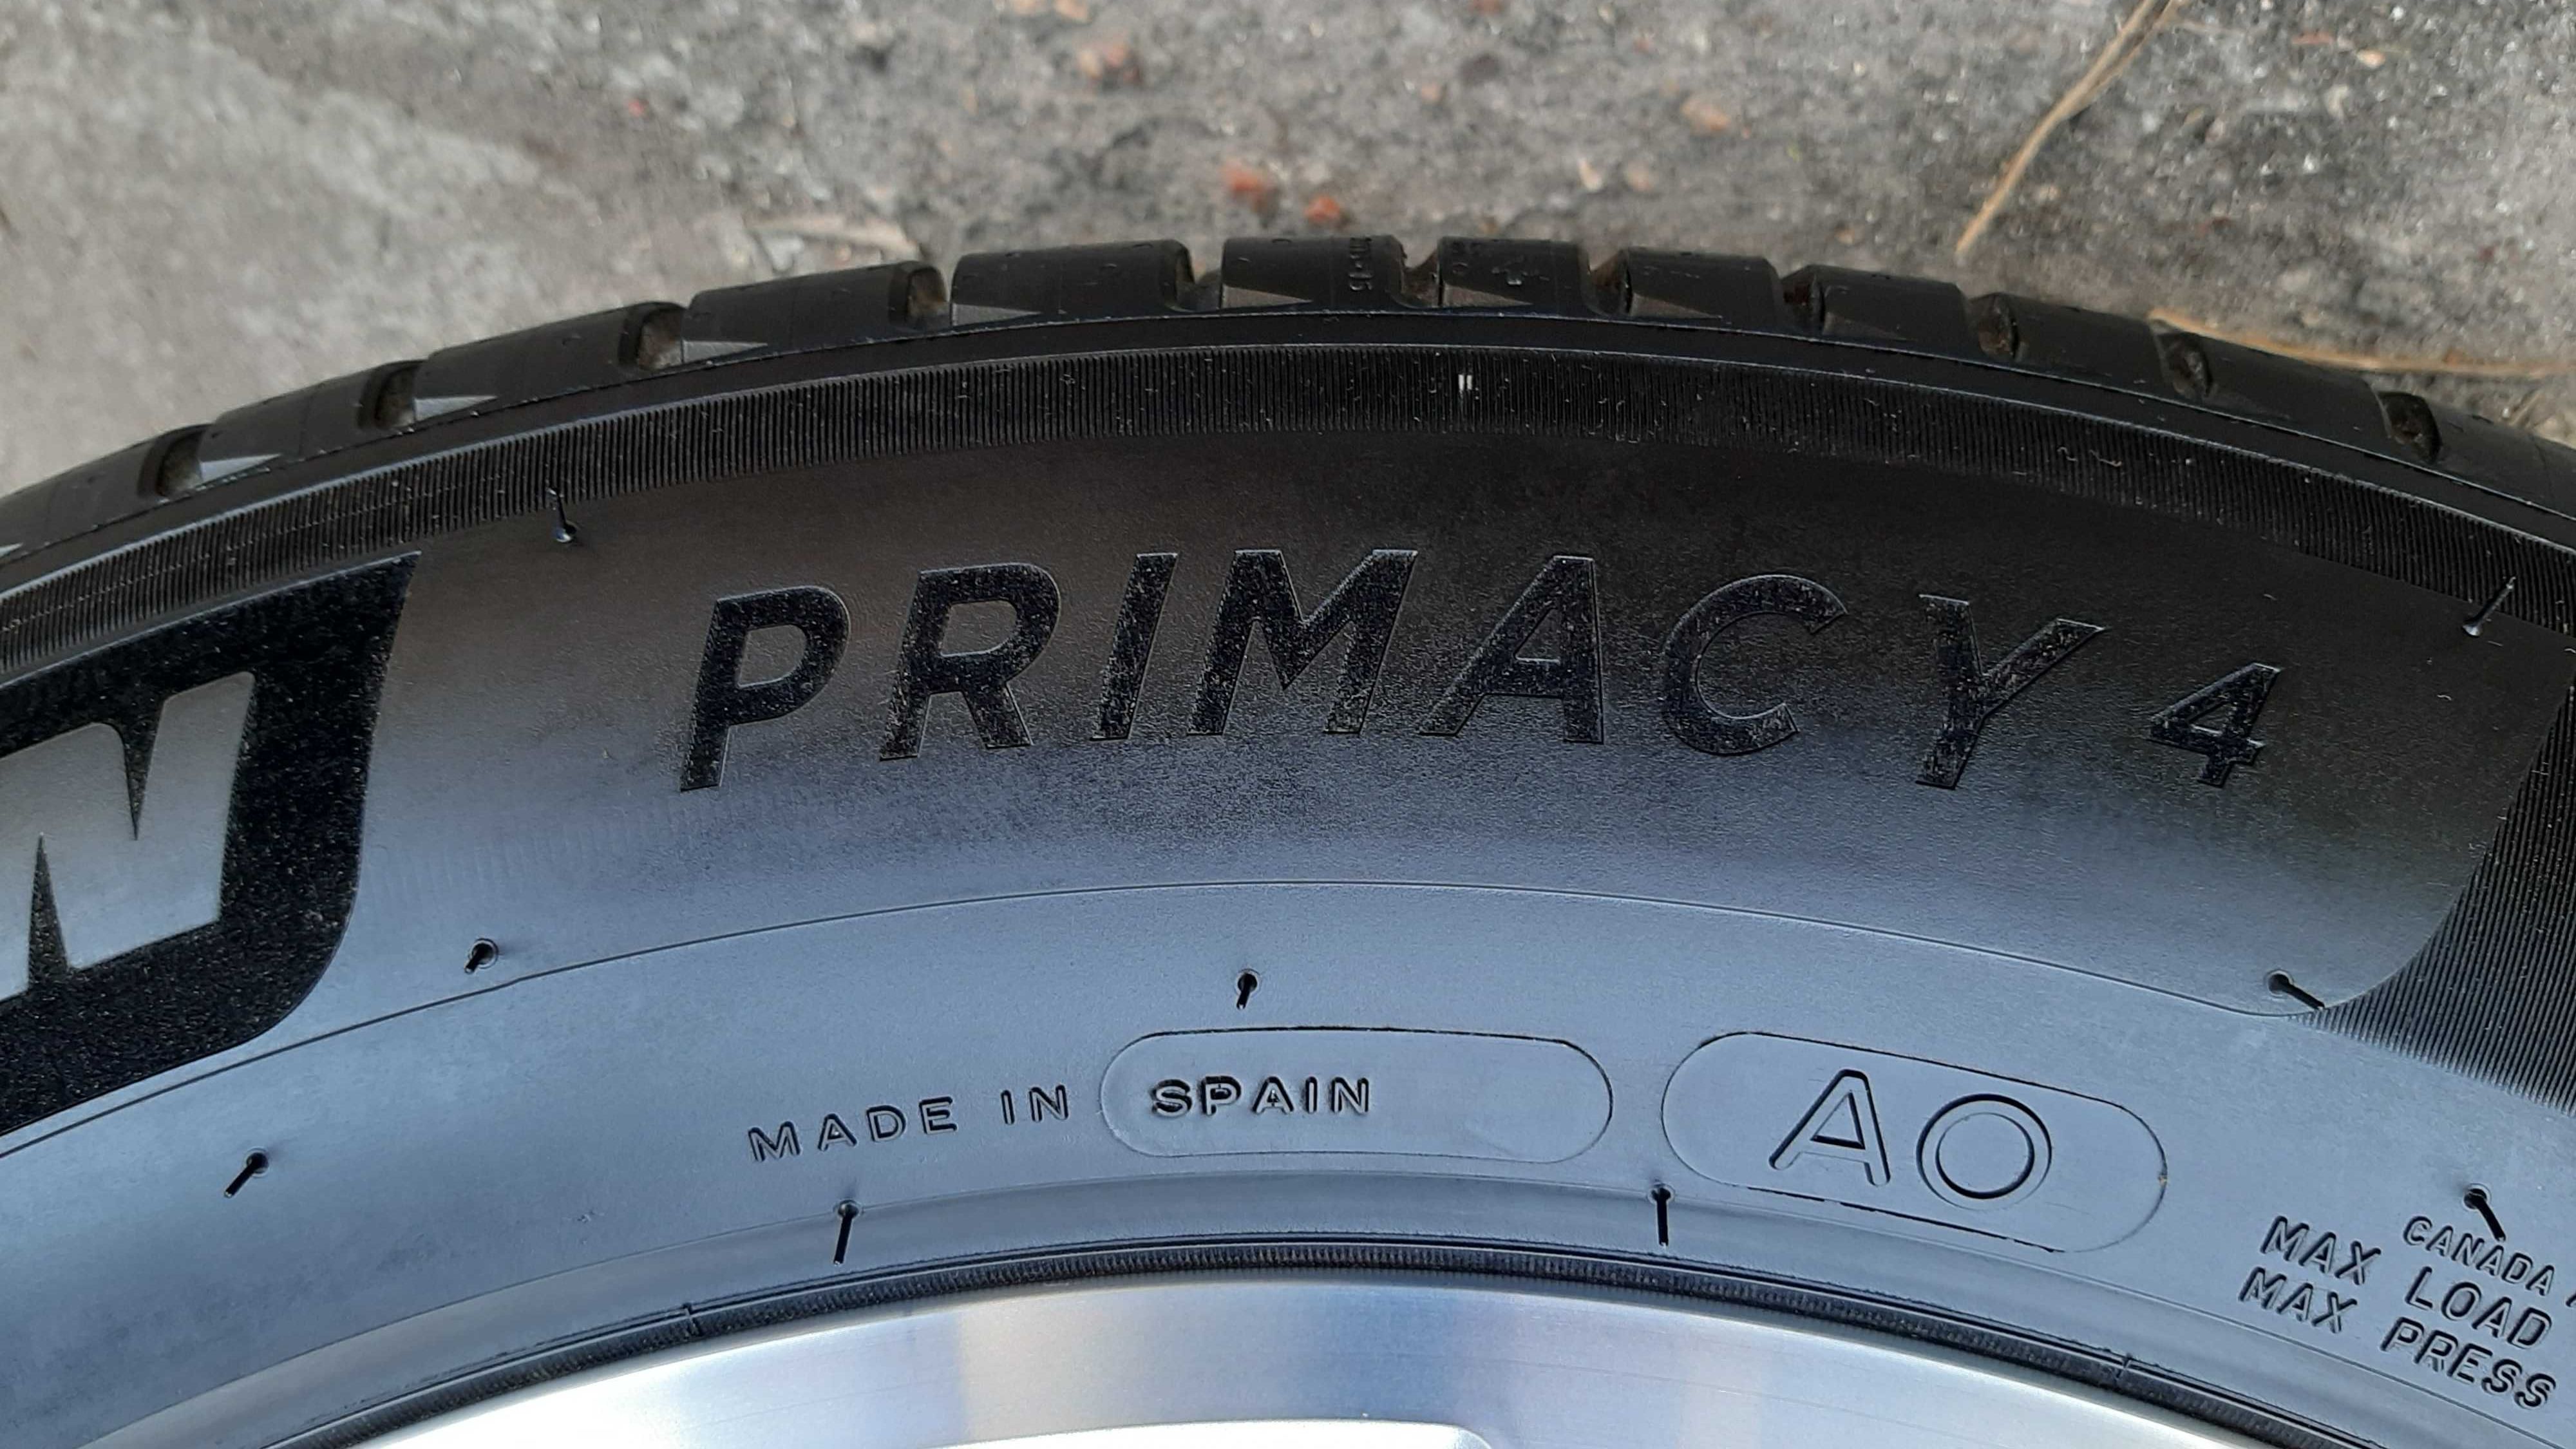 N
PRIMACY 4
MADE IN SPAIN
AO
CANADA
MAX LOAD
MAX PRESS